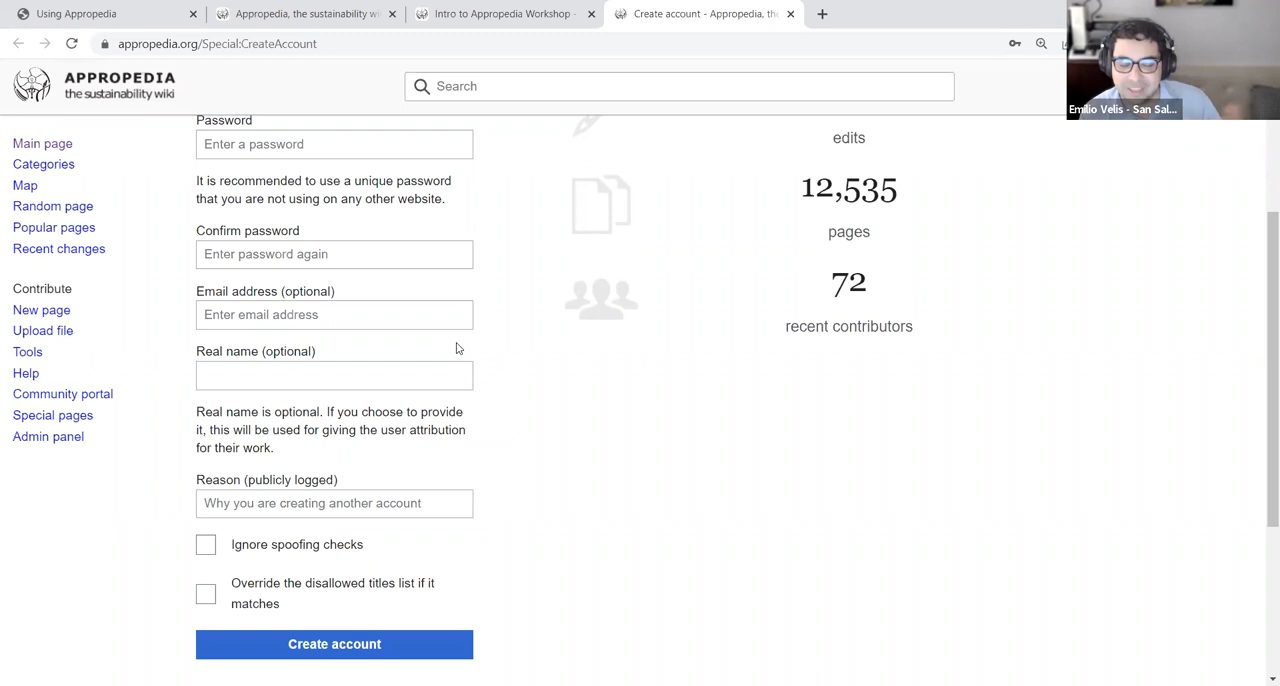 Using Appropedia
Appropedia, the sustainability wi
Intro to Appropedia Workshop -
Create account - Appropedia, the
appropedia.org/Special:CreateAccount
APPROPEDIA
the sustainability wiki
Search
Emilio Velis - San Sal...
Main page
Categories
Map
Random page
Popular pages
Recent changes
Contribute
New page
Upload file
Tools
Help
Community portal
Special pages
Admin panel
Password
Enter a password
It is recommended to use a unique password
that you are not using on any other website.
Confirm password
Enter password again
Email address (optional)
Enter email address
Real name (optional)
Real name is optional. If you choose to provide
it, this will be used for giving the user attribution
for their work.
Reason (publicly logged)
Why you are creating another account
Ignore spoofing checks
Override the disallowed titles list if it
matches
Create account
edits
12,535
pages
72
recent contributors